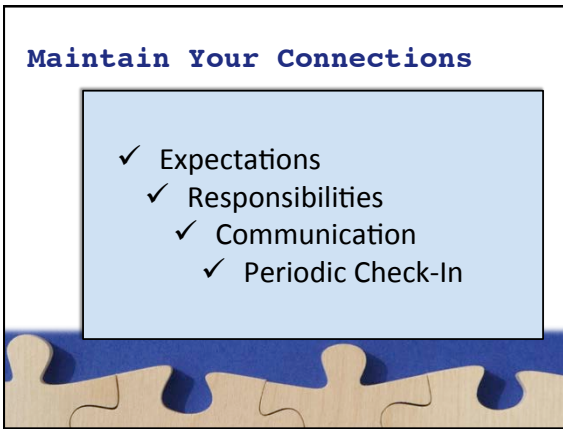 Maintain Your Connections
✓ Expectations
✓ Responsibilities
✓ Communication
✓ Periodic Check-In